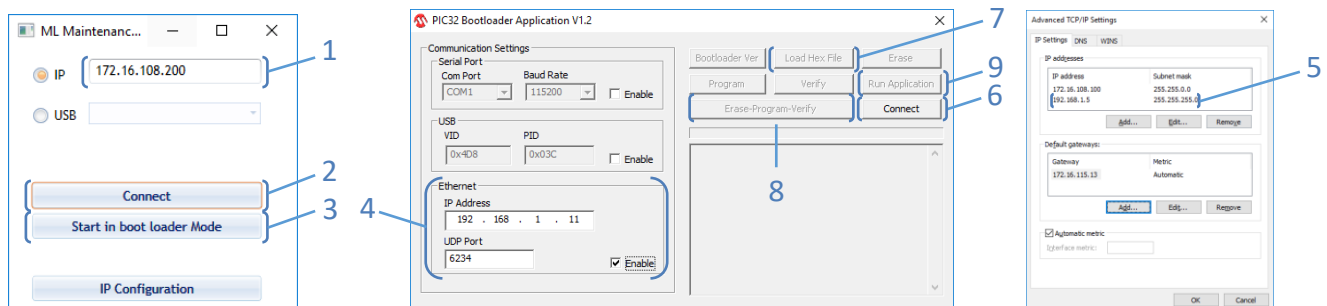 ML Maintenanc...
IP
172.16.108.200
1
USB
Connect
2
Start in boot loader Mode
3
IP Configuration
PIC32 Bootloader Application V1.2
Communication Settings
Serial Port
Com Port
Baud Rate
COM1
115200
Enable
USB
VID
PID
0x4D8
0x03C
Enable
Ethernet
4
IP Address
192 . 168 . 1 . 11
UDP Port
6234
Enable
Bootloader Ver
Load Hex File
Erase
7
Program
Verify
Run Application
9
Erase-Program-Verify
Connect
6
8
Advanced TCP/IP Settings
IP Settings
DNS
WINS
IP addresses
IP address
Subnet mask
172.16.108.100
255.255.0.0
192.168.1.5
255.255.255.0
5
Add...
Edit...
Remove
Default gateways:
Gateway
Metric
172.16.115.13
Automatic
Add...
Edit...
Remove
Automatic metric
Interface metric:
OK
Cancel